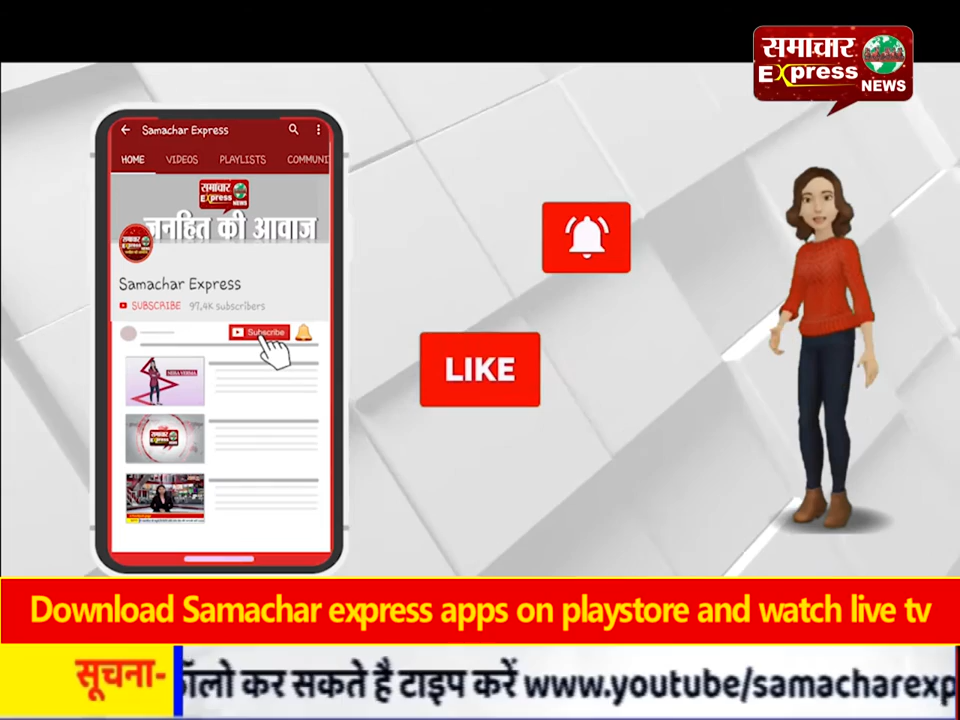 समाचार
Express
NEWS
Samachar Express
HOME VIDEOS PLAYLISTS COMMUNI
समाचार
Express
NEWS
जनहित की आवाज
Samachar Express
SUBSCRIBE 97.4K subscribers
Subscribe
LIKE
Download Samachar express apps on playstore and watch live tv
सूचना- ॉलो कर सकते है टाइप करें www.youtube/samacharexp